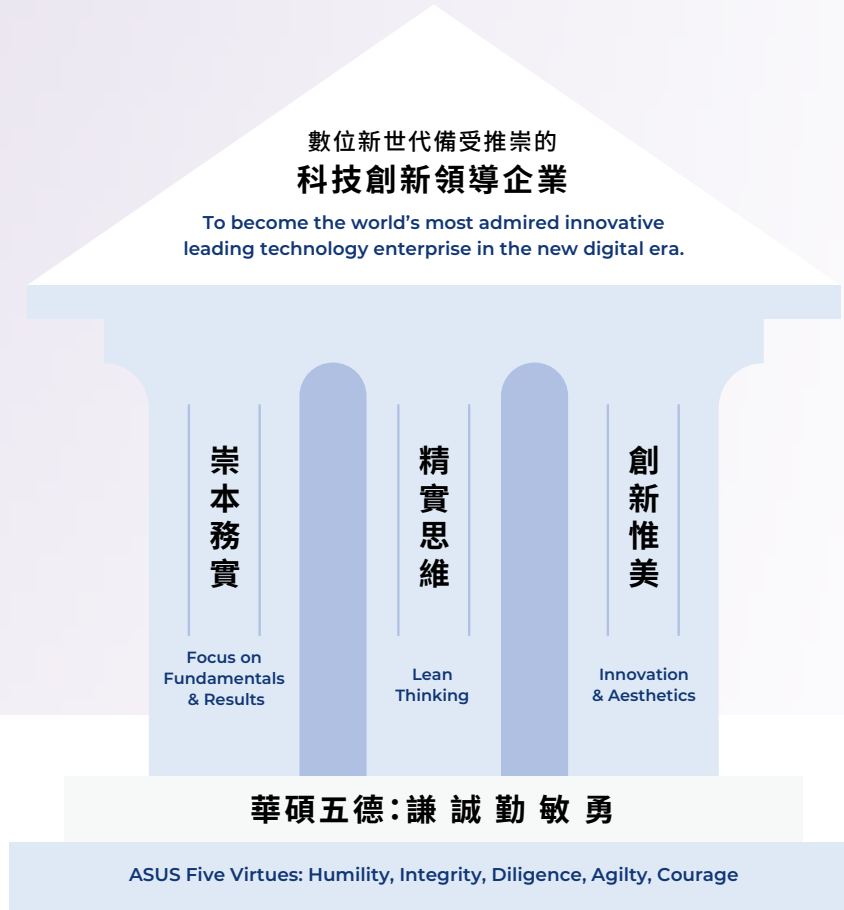 數位新世代備受推崇的
科技創新領導企業
To become the world’s most admired innovative
leading technology enterprise in the new digital era.
崇本務實
Focus on
Fundamentals
& Results
精實思維
Lean
Thinking
創新惟美
Innovation
& Aesthetics
華碩五德：謙 誠 勤 敏 勇
ASUS Five Virtues: Humility, Integrity, Diligence, Agilty, Courage